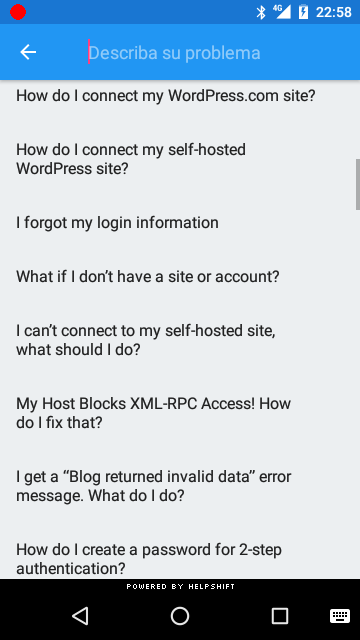 4G 22:58
Describa su problema
How do I connect my WordPress.com site?
How do I connect my self-hosted
WordPress site?
I forgot my login information
What if I don’t have a site or account?
I can’t connect to my self-hosted site,
what should I do?
My Host Blocks XML-RPC Access! How
do I fix that?
I get a “Blog returned invalid data” error
message. What do I do?
How do I create a password for 2-step
authentication?
POWERED BY HELPSHIFT